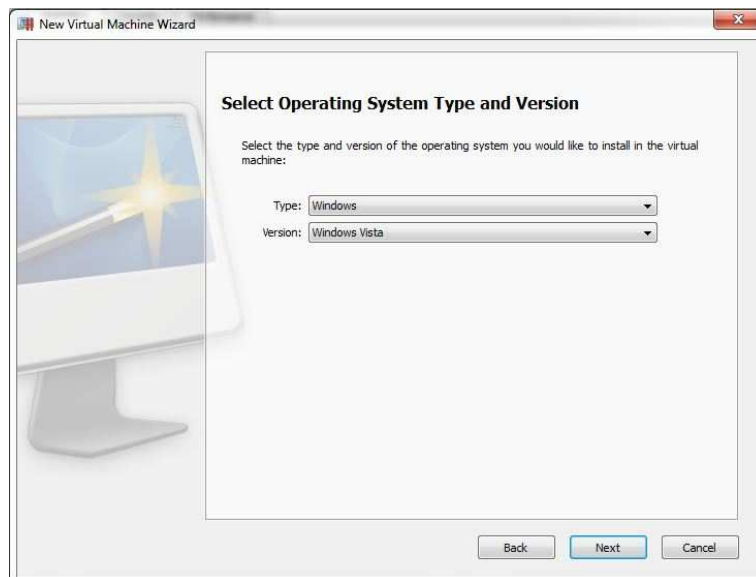 New Virtual Machine Wizard
Select Operating System Type and Version
Select the type and version of the operating system you would like to install in the virtual
machine:
Type: Windows
Version: Windows Vista
Back Next Cancel